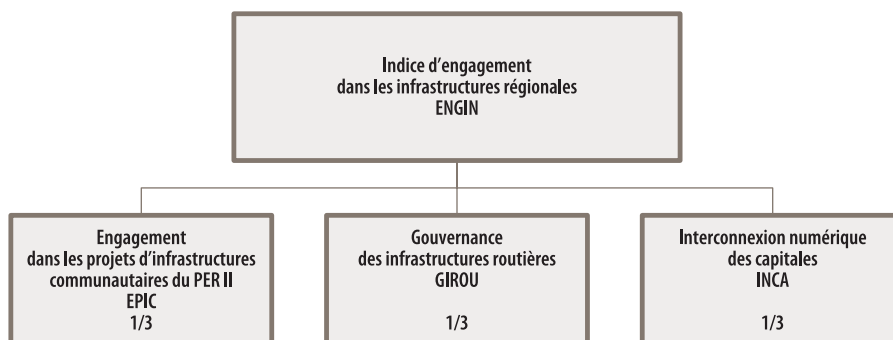 Indice d'engagement
dans les infrastructures régionales
ENGIN
Engagement
dans les projets d'infrastructures
communautaires du PER II
EPIC
1/3
Gouvernance
des infrastructures routières
GIROU
1/3
Interconnexion numérique
des capitales
INCA
1/3